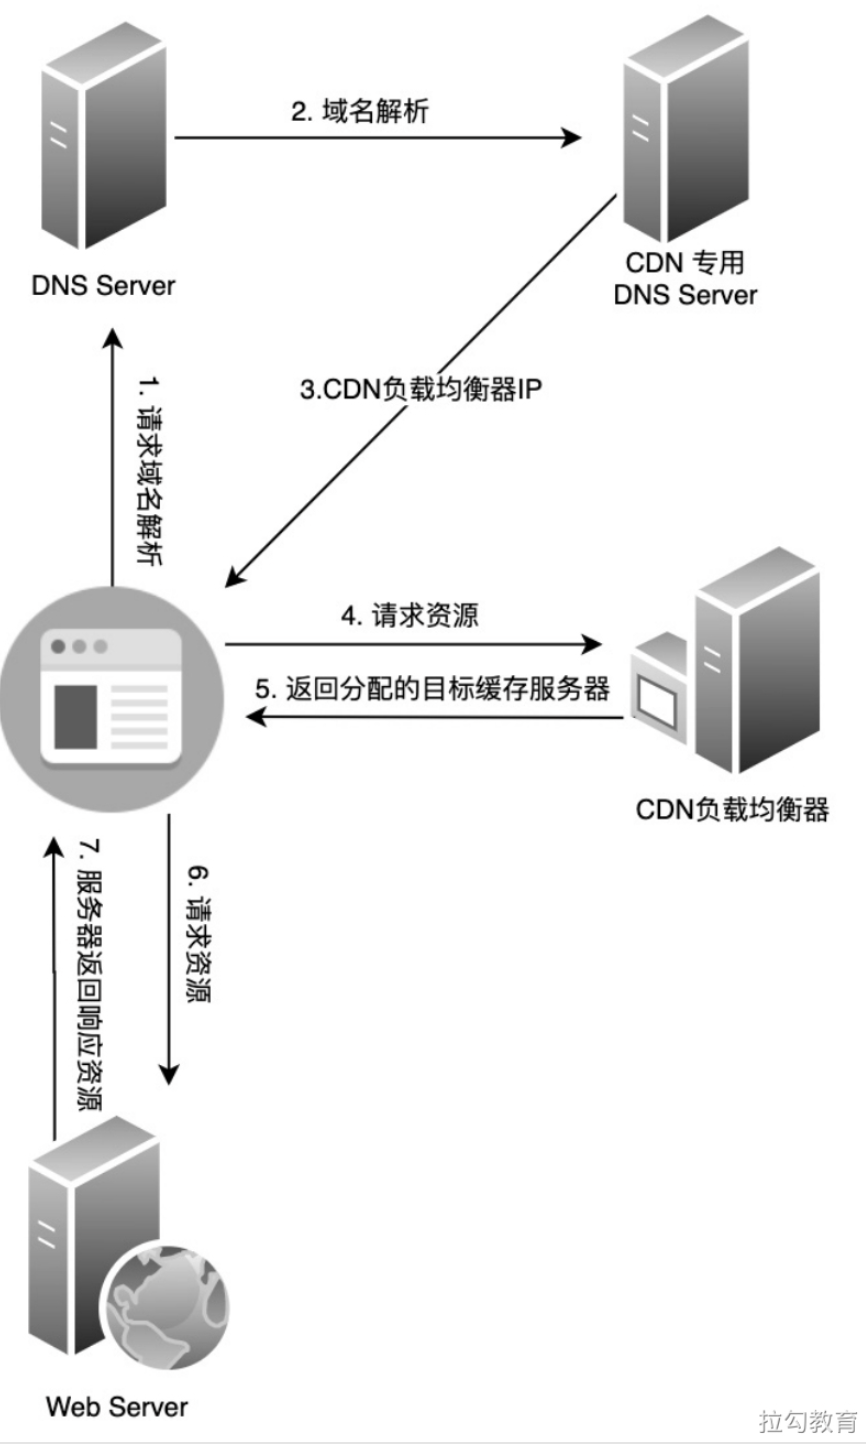 2. 域名解析
DNS Server
CDN 专用
DNS Server
1. 请求域名解析
3.CDN负载均衡器IP
4. 请求资源
5. 返回分配的目标缓存服务器
CDN负载均衡器
7. 服务器返回响应资源
6. 请求资源
Web Server
拉勾教育